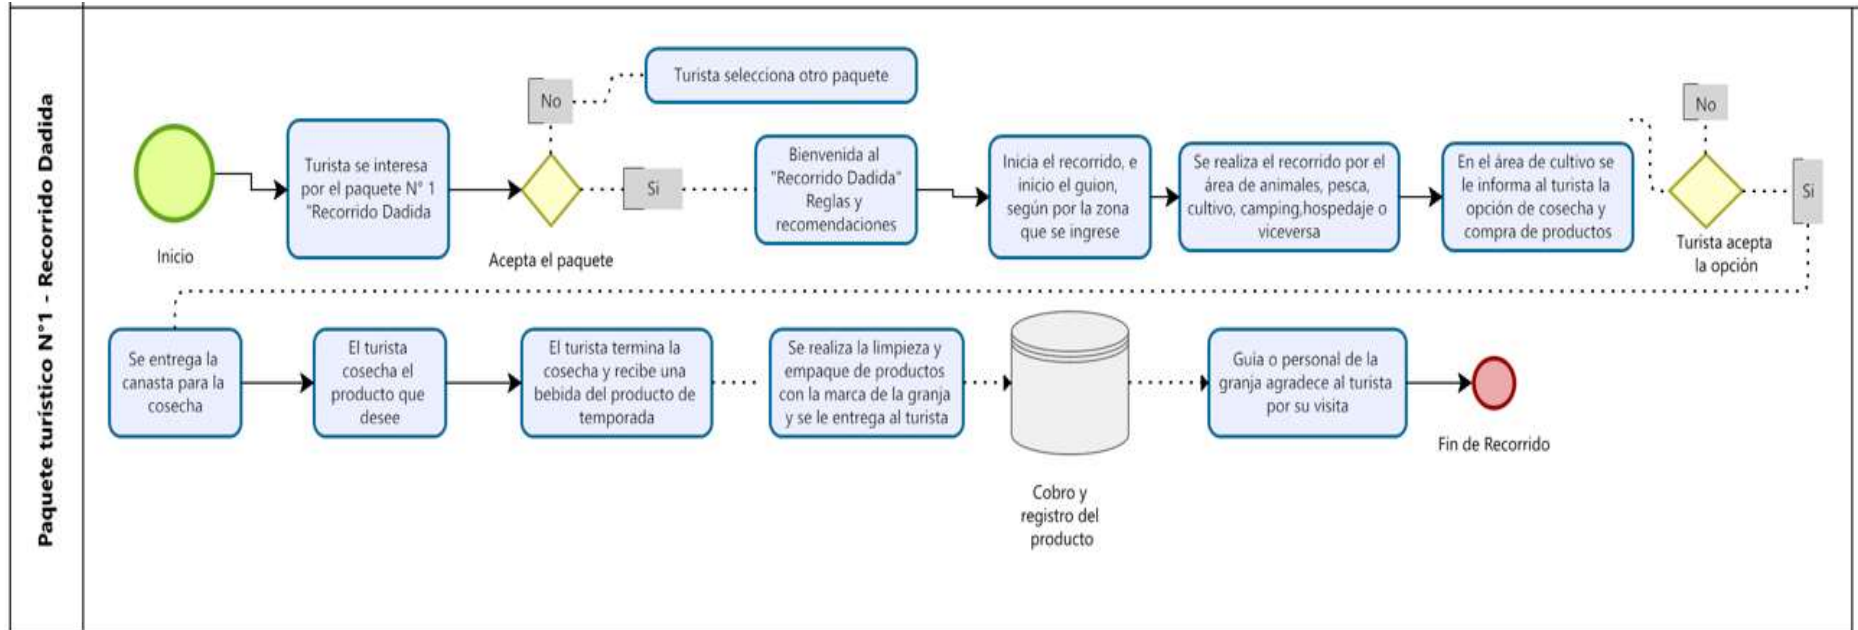 Paquete turístico N°1 - Recorrido Dadida
Inicio
Turista se interesa
por el paquete N° 1
"Recorrido Dadida
Acepta el paquete
No
Turista selecciona otro paquete
Si
Bienvenida al
"Recorrido Dadida"
Reglas y
recomendaciones
Inicia el recorrido, e
inicio el guion,
según por la zona
que se ingrese
Se realiza el recorrido por el
área de animales, pesca,
cultivo, camping,hospedaje o
viceversa
En el área de cultivo se
le informa al turista la
opción de cosecha y
compra de productos
No
Turista acepta
la opción
Si
Se entrega la
canasta para la
cosecha
El turista
cosecha el
producto que
desee
El turista termina la
cosecha y recibe una
bebida del producto de
temporada
Se realiza la limpieza y
empaque de productos
con la marca de la granja
y se le entrega al turista
Cobro y
registro del
producto
Guia o personal de la
granja agradece al turista
por su visita
Fin de Recorrido